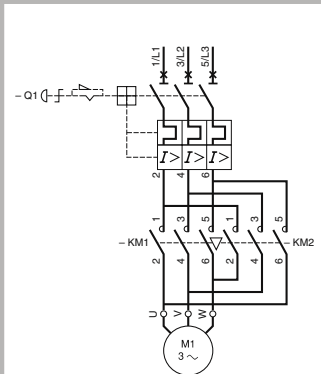 1/L1 3/L2 5/L3
– Q1
I> I> I>
2 4 6
1 3 5 1 3 5
– KM1 – KM2
2 4 6 2 4 6
U V W
M1
3 ~